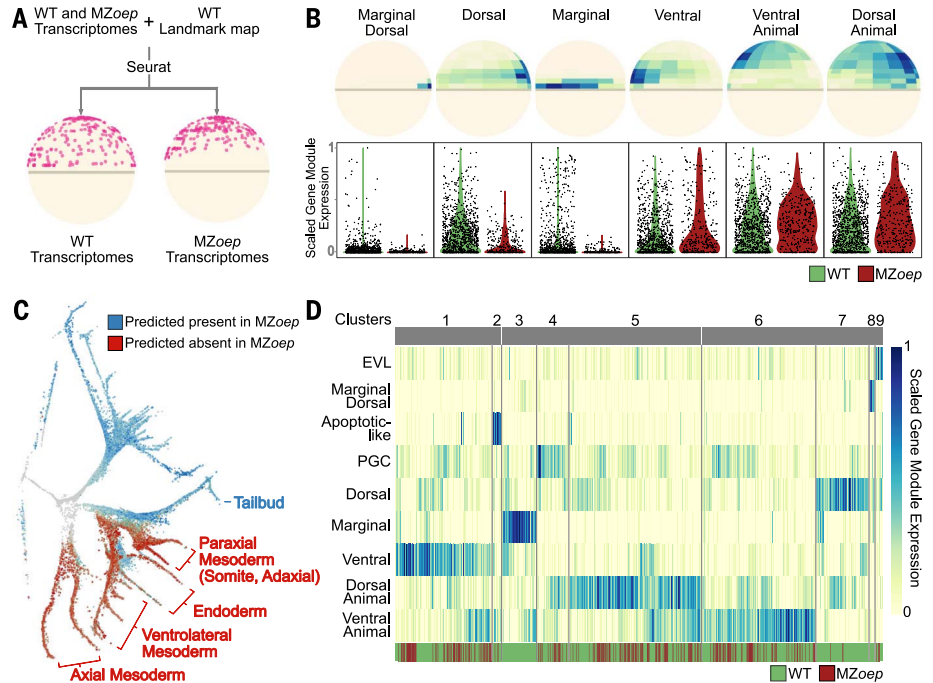 A
WT and MZoep
Transcriptomes
+
WT
Landmark map
Seurat
WT
Transcriptomes
MZoep
Transcriptomes
B
Marginal
Dorsal
Dorsal
Marginal
Ventral
Ventral
Animal
Dorsal
Animal
Scaled Gene Module
Expression
1
0
WT
MZoep
C
Predicted present in MZoep
Predicted absent in MZoep
Tailbud
Paraxial
Mesoderm
(Somite, Adaxial)
Endoderm
Ventrolateral
Mesoderm
Axial Mesoderm
D
Clusters
1 2 3 4 5 6 7 8 9
EVL
Marginal
Dorsal
Apoptotic-
like
PGC
Dorsal
Marginal
Ventral
Dorsal
Animal
Ventral
Animal
1
Scaled Gene Module Expression
0
WT
MZoep